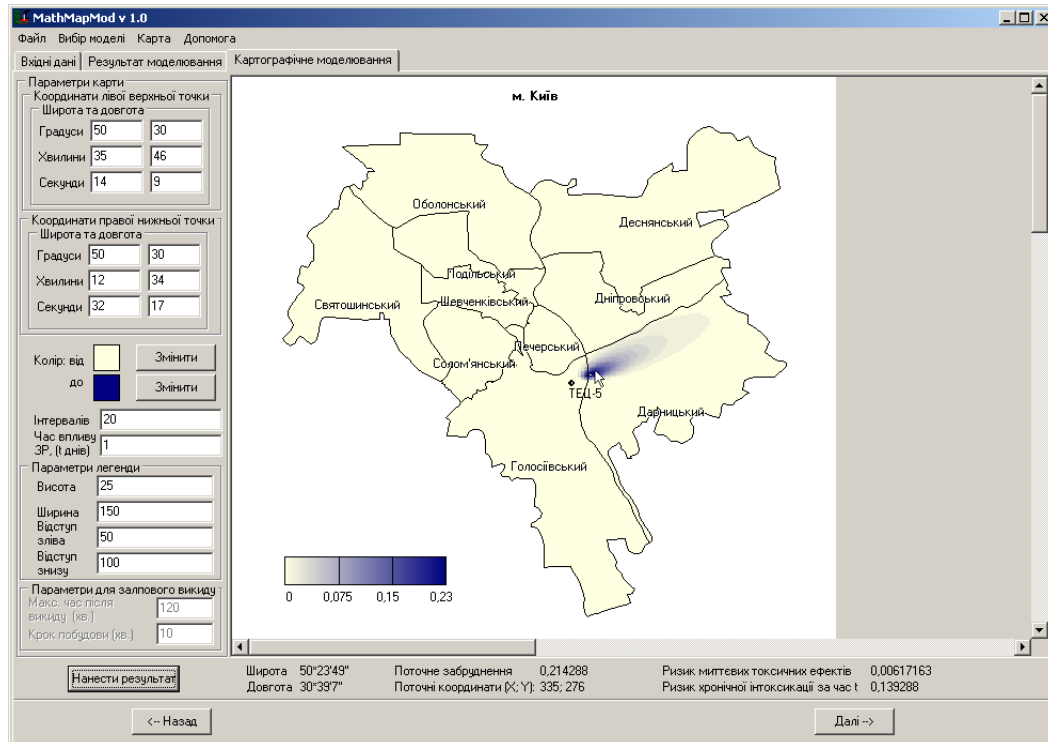 MathMapMod v 1.0
Файл Вибір моделі Карта Допомога
Вхідні дані Результат моделювання Картографічне моделювання
Параметри карти
Координати лівої верхньої точки
Широта та довгота
Градуси 50 30
Хвилини 35 46
Секунди 14 9
Координати правої нижньої точки
Широта та довгота
Градуси 50 30
Хвилини 12 34
Секунди 32 17
Колір: від Змінити
до Змінити
Інтервалів 20
Час впливу
ЗР, (t днів) 1
Параметри легенди
Висота 25
Ширина 150
Відступ
зліва 50
Відступ
знизу 100
Параметри для залпового викиду
Макс. час після
викиду (хв.) 120
Крок побудови (хв.) 10
м. Київ
Оболонський
Деснянський
Подільський
Святошинський
Шевченківський
Дніпровський
Печерський
Солом'янський
ТЕЦ-5
Дарницький
Голосіївський
0 0,075 0,15 0,23
Нанести результат
Широта 50°23'49" Поточне забруднення 0,214288 Ризик миттєвих токсичних ефектів 0,00617163
Довгота 30°39'7" Поточні координати (X; Y): 335; 276 Ризик хронічної інтоксикації за час t 0,139288
<-- Назад
Далі -->